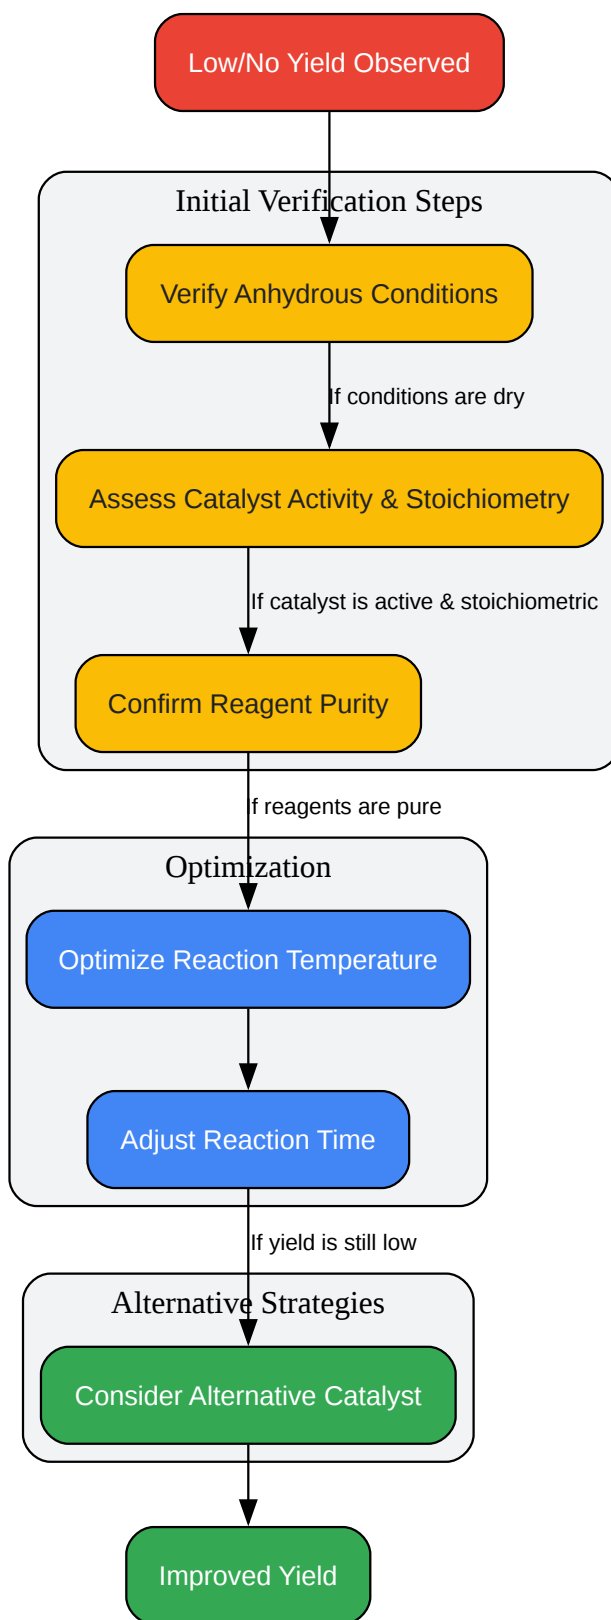 Low/No Yield Observed
Initial Verification Steps
Verify Anhydrous Conditions
If conditions are dry
Assess Catalyst Activity & Stoichiometry
If catalyst is active & stoichiometric
Confirm Reagent Purity
If reagents are pure
Optimization
Optimize Reaction Temperature
Adjust Reaction Time
If yield is still low
Alternative Strategies
Consider Alternative Catalyst
Improved Yield